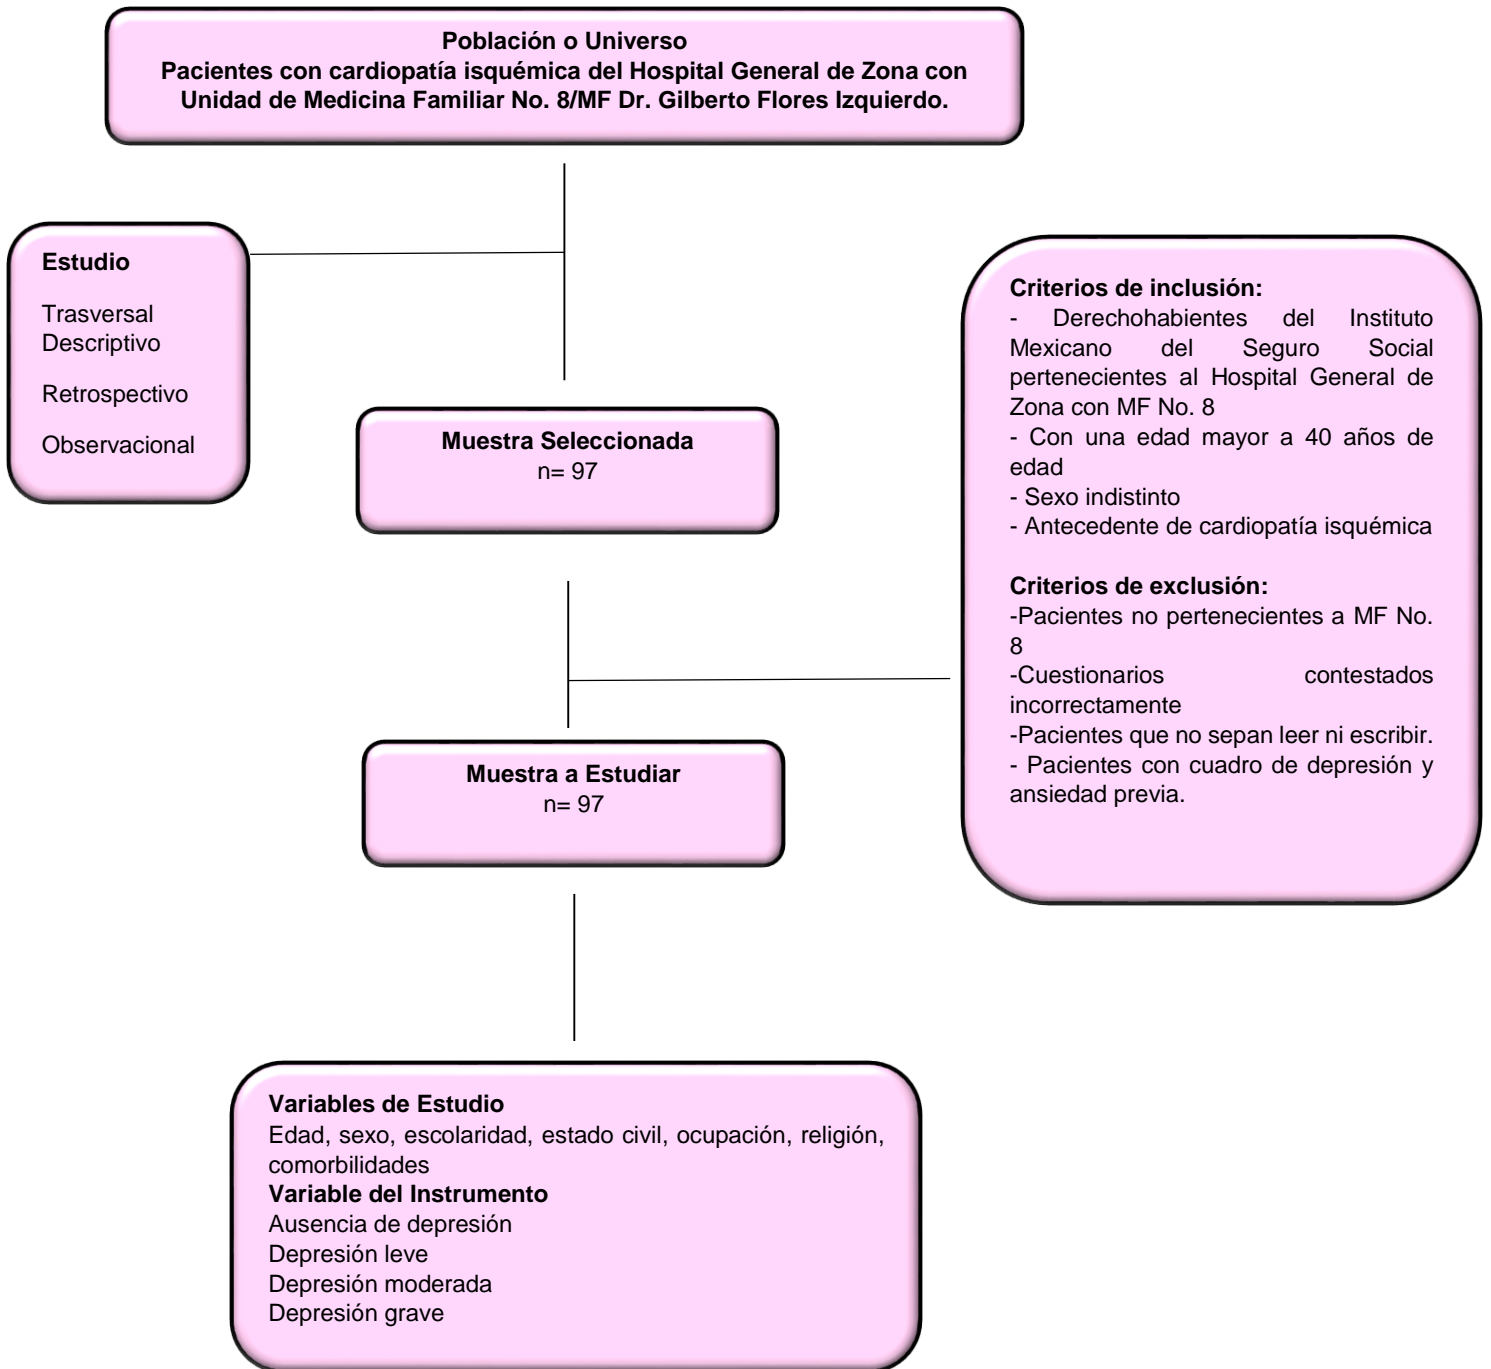 Población o Universo
Pacientes con cardiopatía isquémica del Hospital General de Zona con
Unidad de Medicina Familiar No. 8/MF Dr. Gilberto Flores Izquierdo.
Estudio
Trasversal
Descriptivo
Retrospectivo
Observacional
Muestra Seleccionada
n= 97
Criterios de inclusión:
- Derechohabientes del Instituto
Mexicano del Seguro Social
pertenecientes al Hospital General de
Zona con MF No. 8
- Con una edad mayor a 40 años de
edad
- Sexo indistinto
- Antecedente de cardiopatía isquémica
Criterios de exclusión:
-Pacientes no pertenecientes a MF No.
8
-Cuestionarios contestados
incorrectamente
-Pacientes que no sepan leer ni escribir.
- Pacientes con cuadro de depresión y
ansiedad previa.
Muestra a Estudiar
n= 97
Variables de Estudio
Edad, sexo, escolaridad, estado civil, ocupación, religión,
comorbilidades
Variable del Instrumento
Ausencia de depresión
Depresión leve
Depresión moderada
Depresión grave